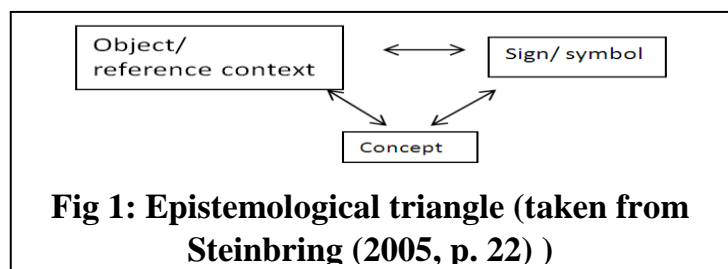 Object/
reference context
Sign/ symbol
Concept
Fig 1: Epistemological triangle (taken from
Steinbring (2005, p. 22) )